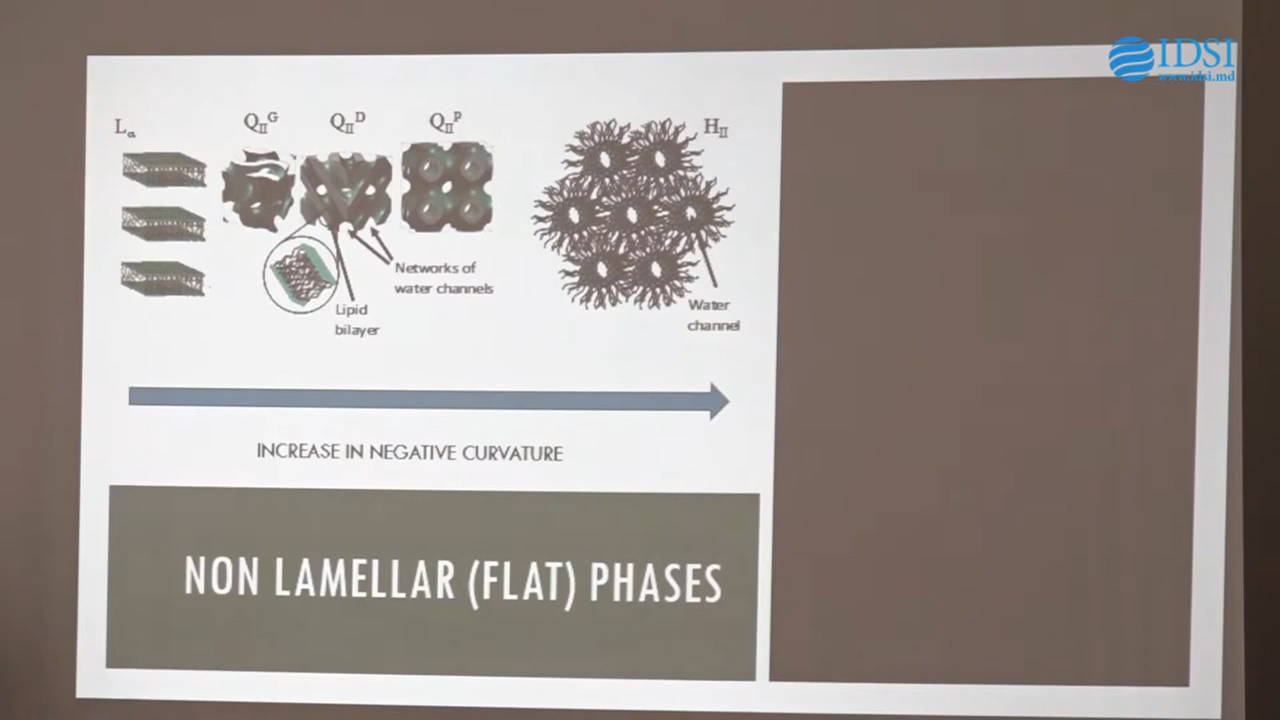 IDSI
www.idsi.md
Lα
QIIG
QIID
QIIP
HII
Networks of
water channels
Lipid
bilayer
Water
channel
INCREASE IN NEGATIVE CURVATURE
NON LAMELLAR (FLAT) PHASES